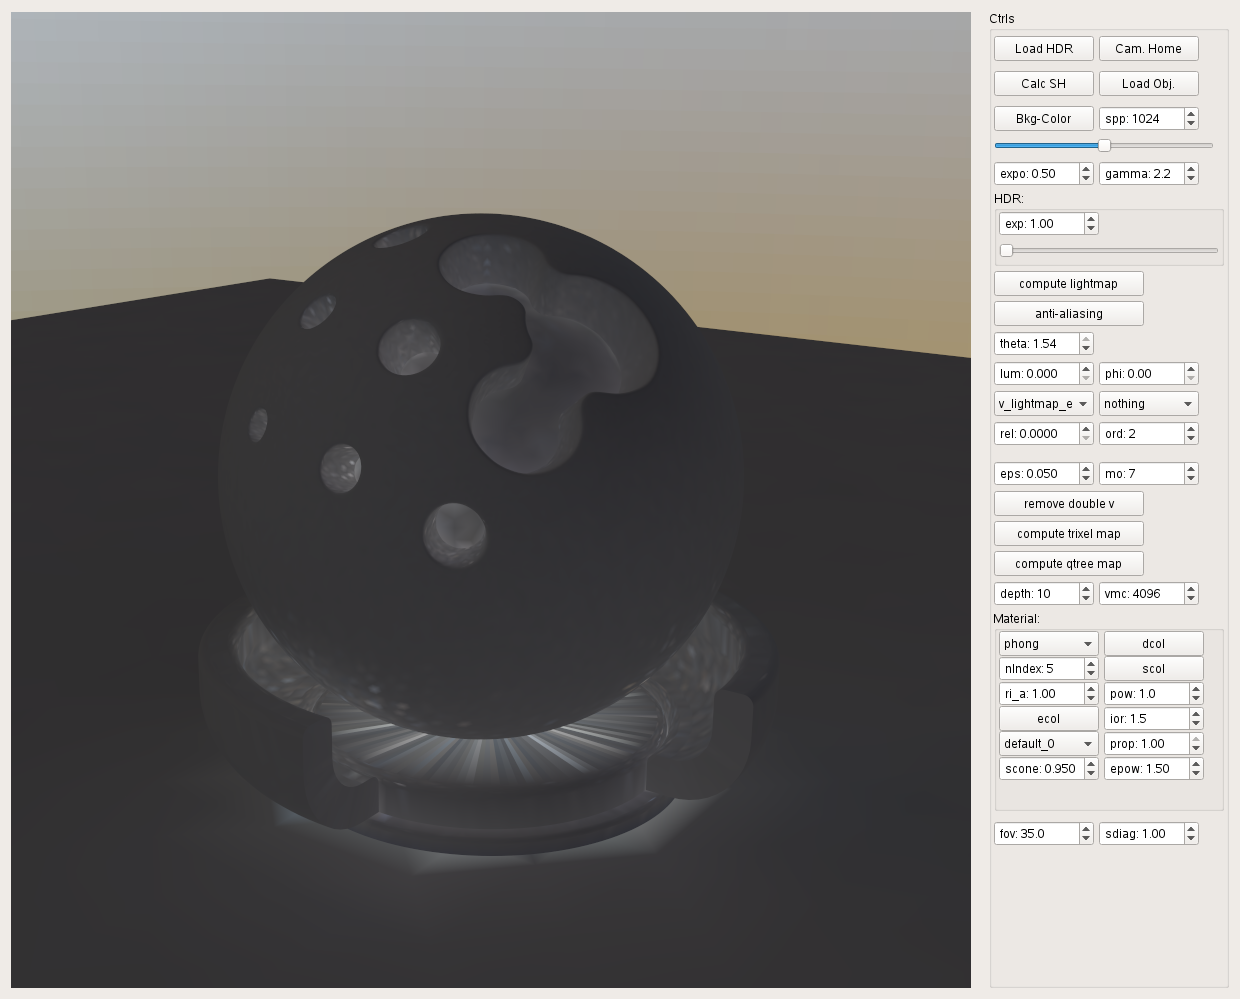 Ctrls
Load HDR Cam. Home
Calc SH Load Obj.
Bkg-Color spp: 1024
expo: 0.50 gamma: 2.2
HDR:
exp: 1.00
compute lightmap
anti-aliasing
theta: 1.54
lum: 0.000 phi: 0.00
v_lightmap_e nothing
rel: 0.0000 ord: 2
eps: 0.050 mo: 7
remove double v
compute trixel map
compute qtree map
depth: 10 vmc: 4096
Material:
phong dcol
nIndex: 5 scol
ri_a: 1.00 pow: 1.0
ecol ior: 1.5
default_0 prop: 1.00
scone: 0.950 epow: 1.50
fov: 35.0 sdiag: 1.00